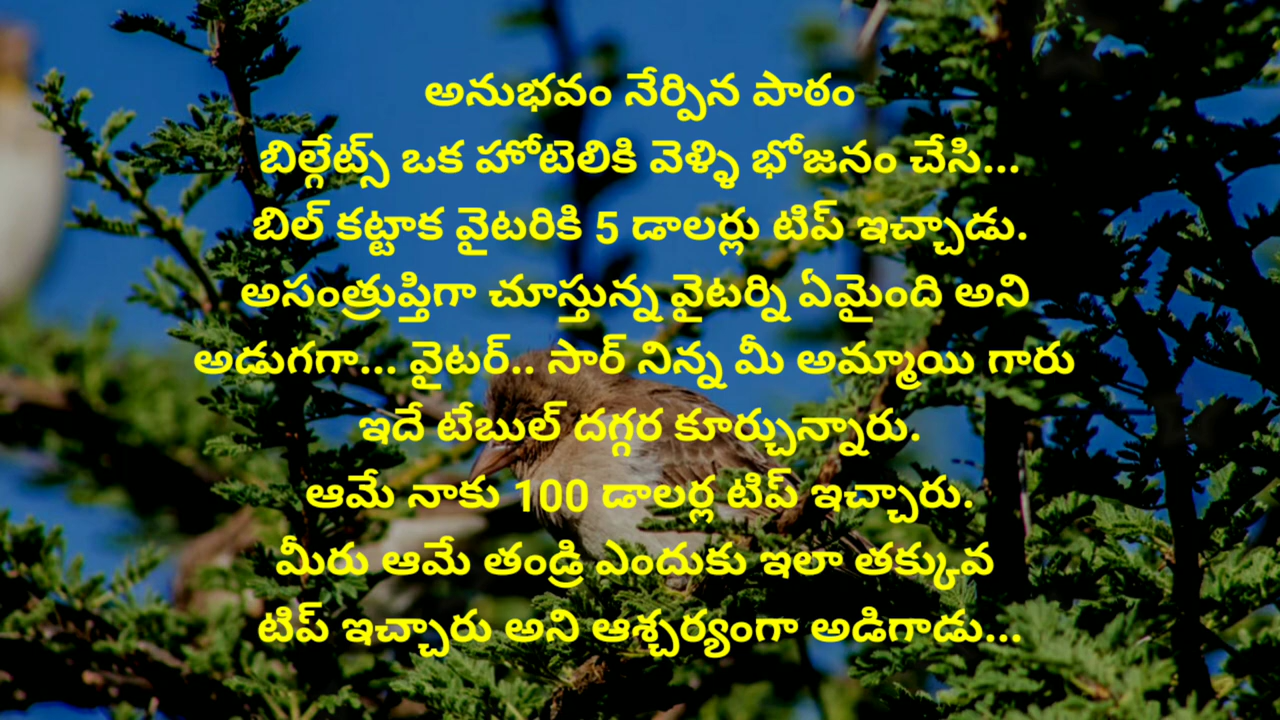 అనుభవం నేర్పిన పాఠం
బిల్గేట్స్ ఒక హోటెలికి వెళ్ళి భోజనం చేసి...
బిల్ కట్టాక వైటరికి 5 డాలర్లు టిప్ ఇచ్చాడు.
అసంత్రుప్తిగా చూస్తున్న వైటర్ని ఏమైంది అని
అడుగగా... వైటర్.. సార్ నిన్న మీ అమ్మాయి గారు
ఇదే టేబుల్ దగ్గర కూర్చున్నారు.
ఆమే నాకు 100 డాలర్ల టిప్ ఇచ్చారు.
మీరు ఆమే తండ్రి ఎందుకు ఇలా తక్కువ
టిప్ ఇచ్చారు అని ఆశ్చర్యంగా అడిగాడు...